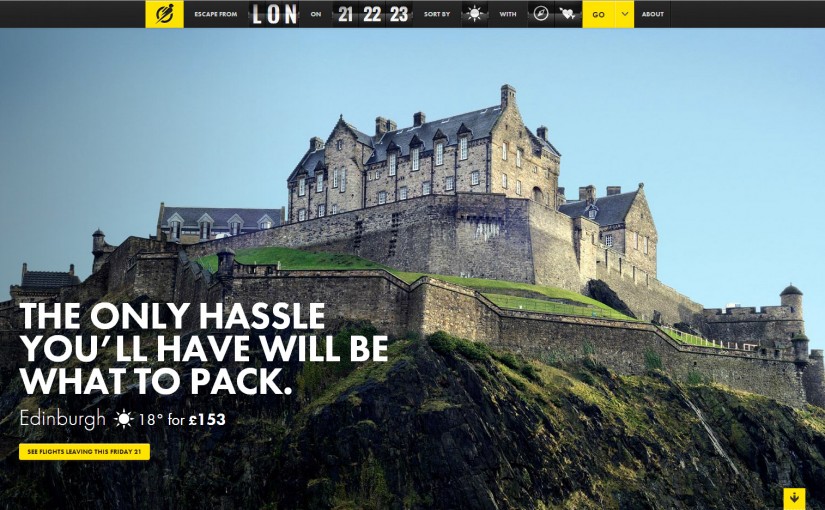 ESCAPE FROM LON ON 21 22 23 SORT BY WITH GO ABOUT
THE ONLY HASSLE
YOU'LL HAVE WILL BE
WHAT TO PACK.
Edinburgh 18° for £153
SEE FLIGHTS LEAVING THIS FRIDAY 21